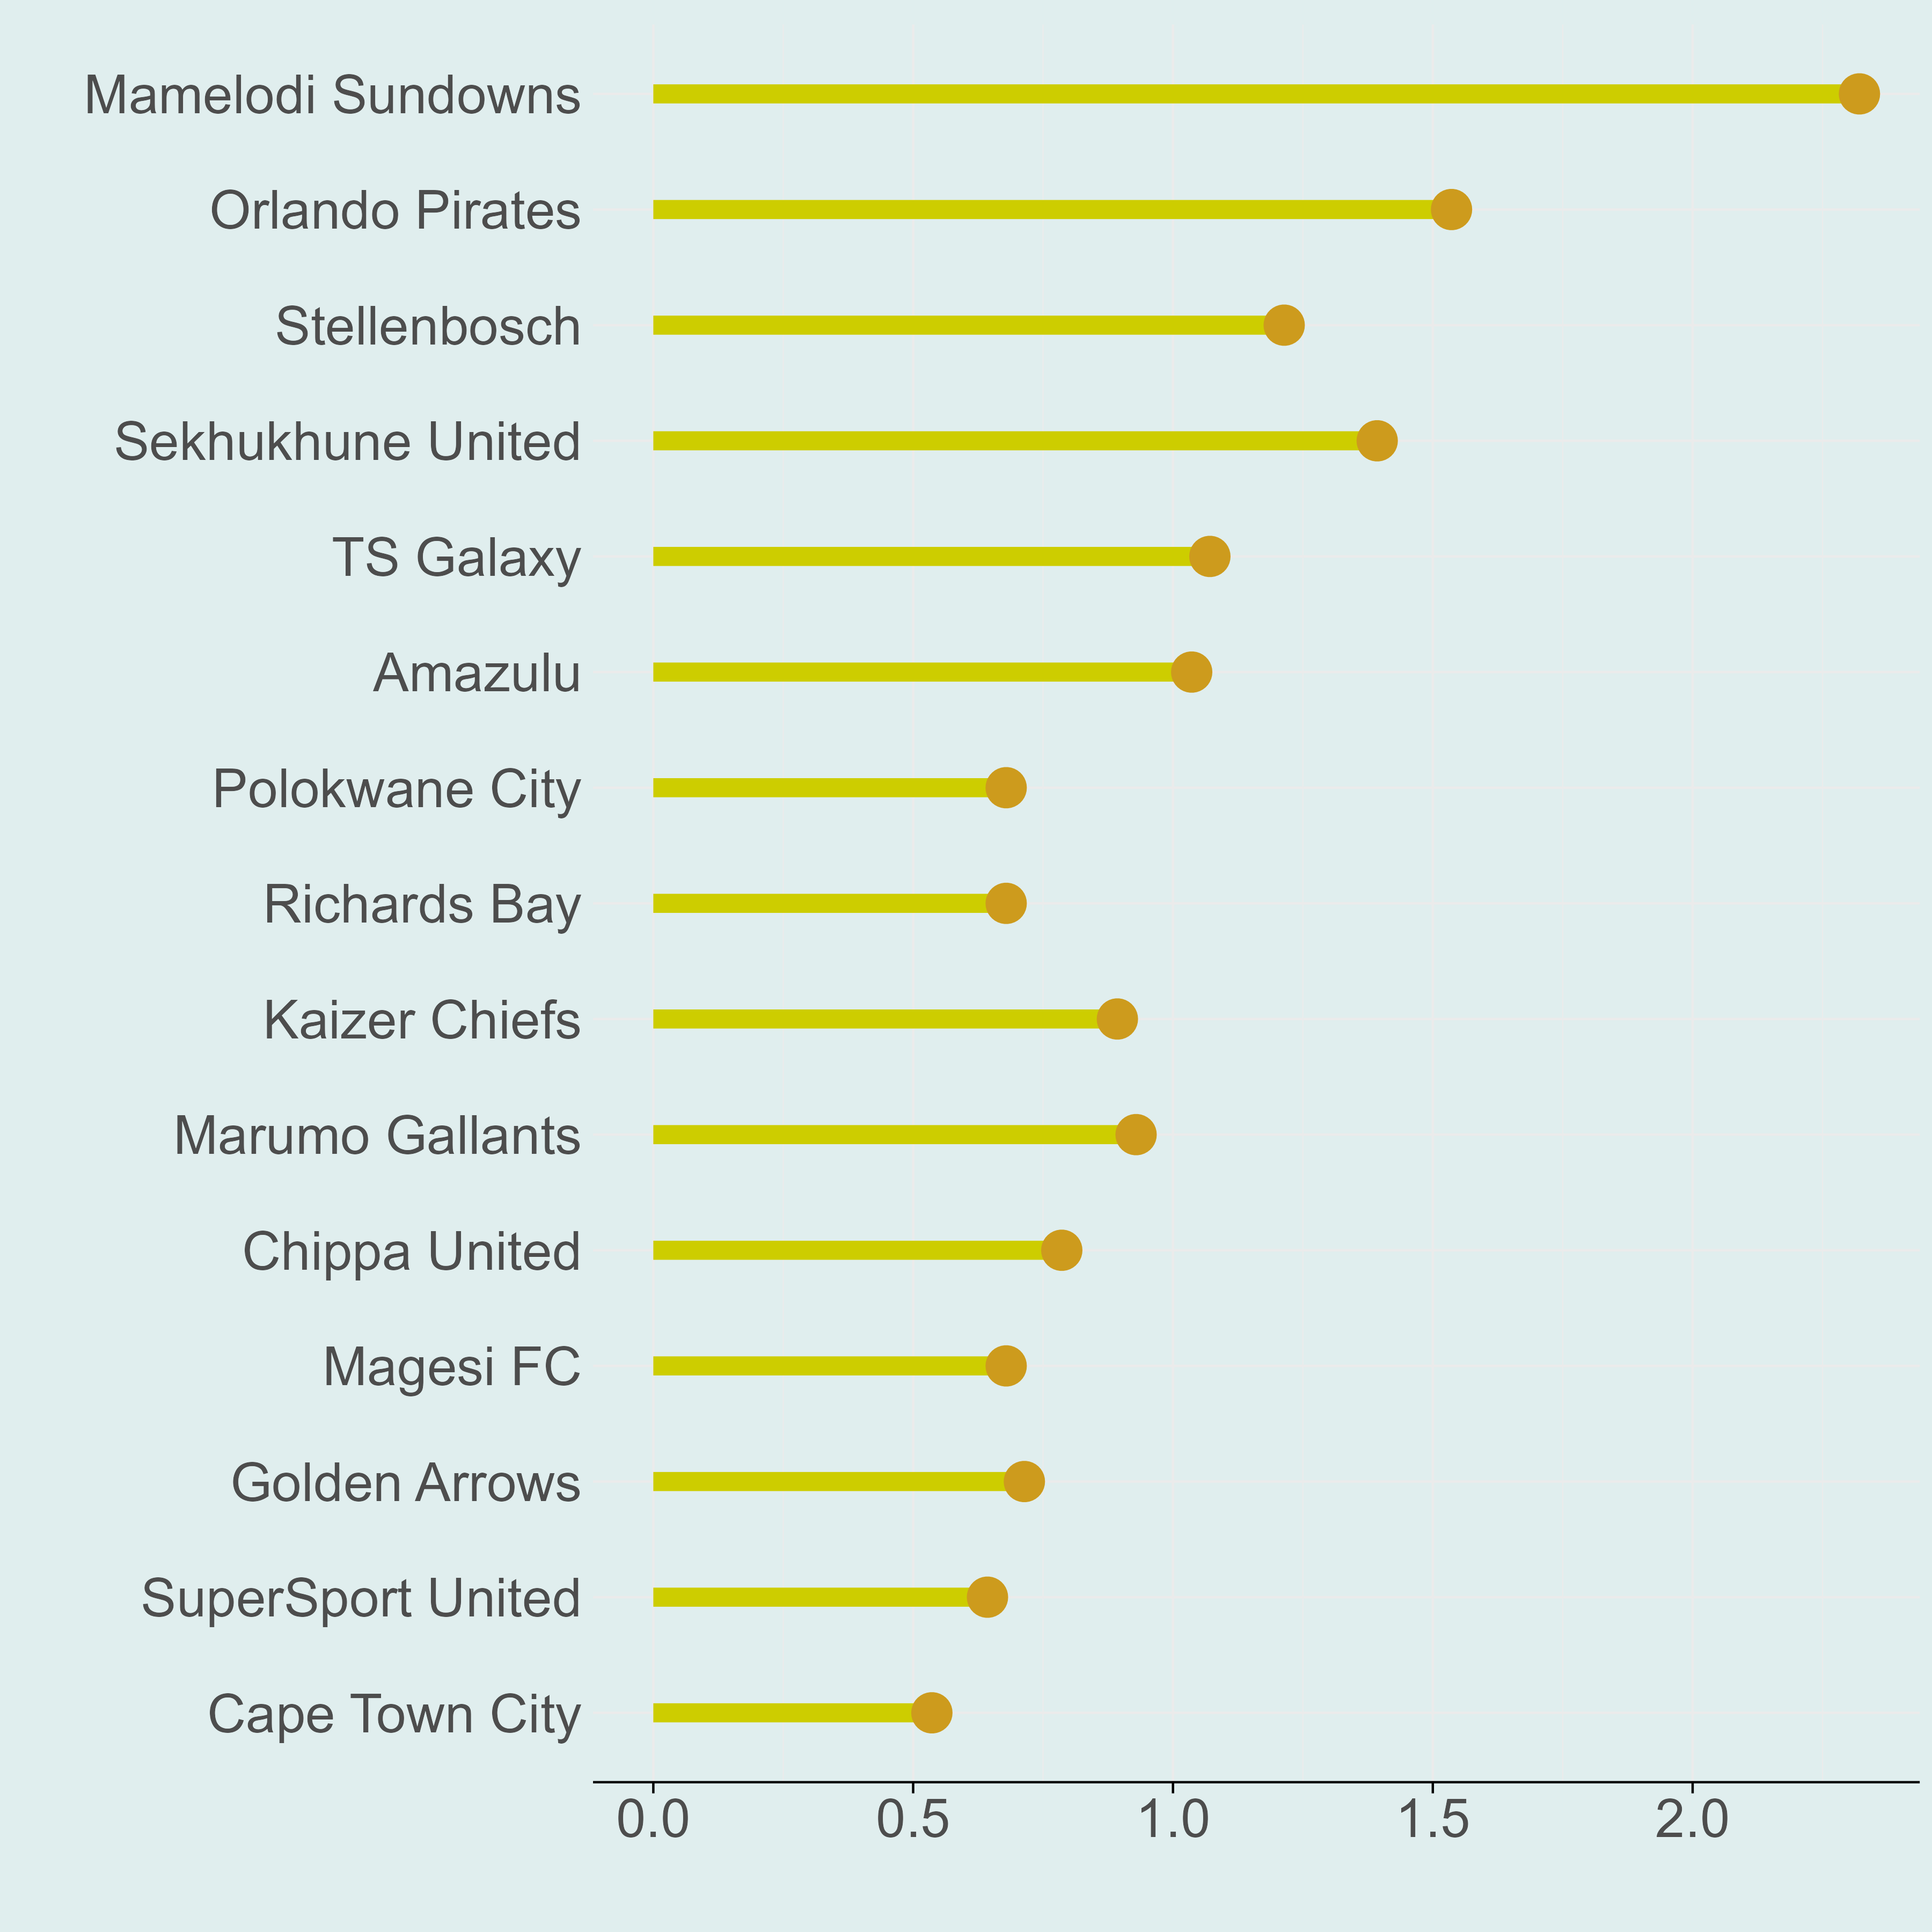 Mamelodi Sundowns
Orlando Pirates
Stellenbosch
Sekhukhune United
TS Galaxy
Amazulu
Polokwane City
Richards Bay
Kaizer Chiefs
Marumo Gallants
Chippa United
Magesi FC
Golden Arrows
SuperSport United
Cape Town City
0.0 0.5 1.0 1.5 2.0